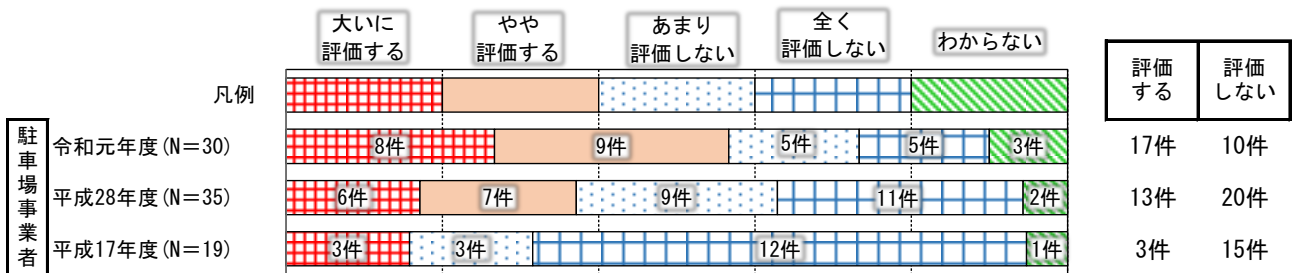 大いに
評価する
やや
評価する
あまり
評価しない
全く
評価しない
わからない
評価
する
評価
しない
凡例
駐車場事業者
令和元年度(N=30)
8件
9件
5件
5件
3件
17件
10件
平成28年度(N=35)
6件
7件
9件
11件
2件
13件
20件
平成17年度(N=19)
3件
3件
12件
1件
3件
15件